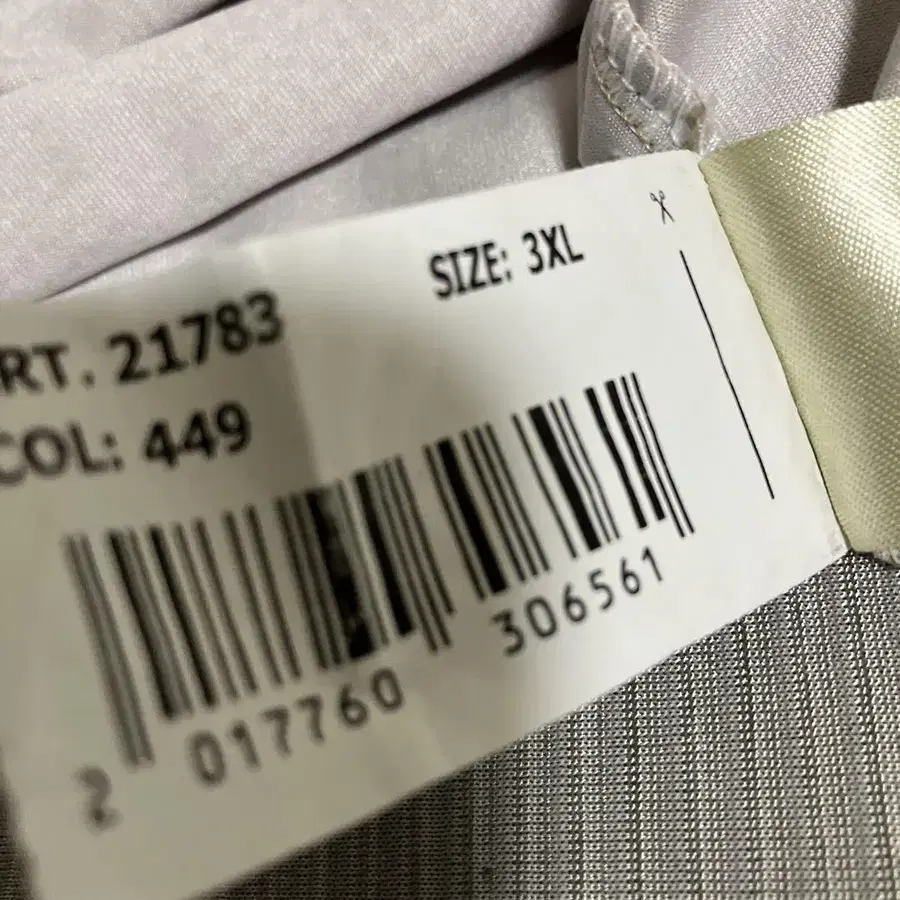 RT. 21783
SIZE: 3XL
COL: 449
2 017760 306561